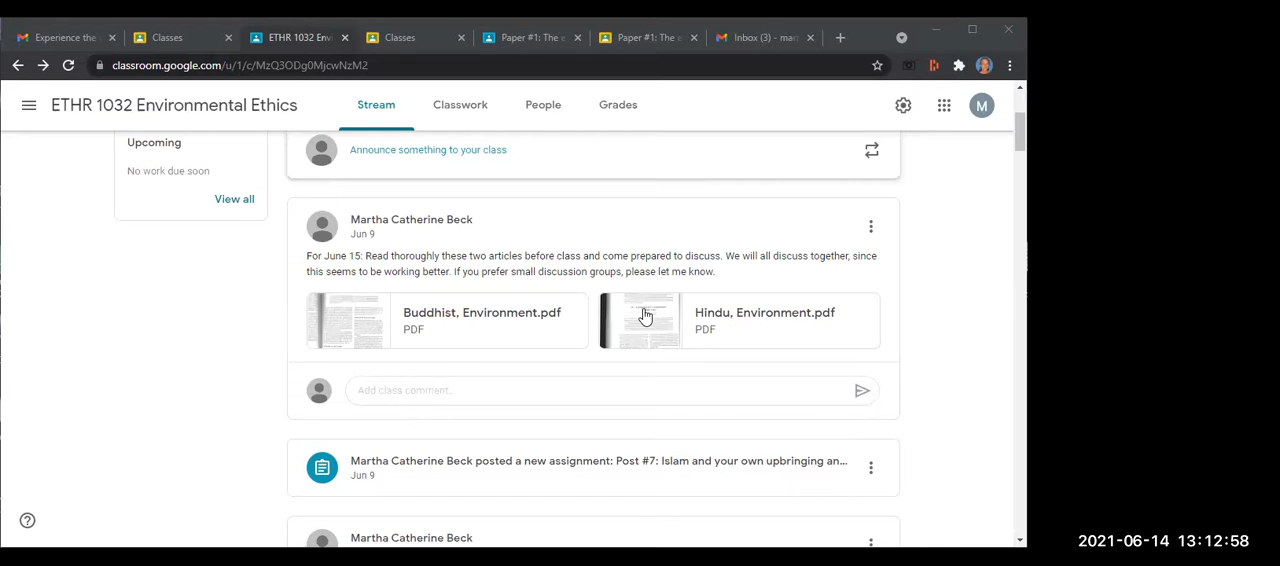 Experience the
Classes
ETHR 1032 Envi
Classes
Paper #1: The e
Paper #1: The e
Inbox (3) - mar
classroom.google.com/u/1/c/MzQ3ODg0MjcwNzM2
ETHR 1032 Environmental Ethics
Stream
Classwork
People
Grades
M
Upcoming
No work due soon
View all
Announce something to your class
Martha Catherine Beck
Jun 9
For June 15: Read thoroughly these two articles before class and come prepared to discuss. We will all discuss together, since
this seems to be working better. If you prefer small discussion groups, please let me know.
Buddhist, Environment.pdf
PDF
Hindu, Environment.pdf
PDF
Add class comment.
Martha Catherine Beck posted a new assignment: Post #7: Islam and your own upbringing an...
Jun 9
Martha Catherine Beck
2021-06-14 13:12:58